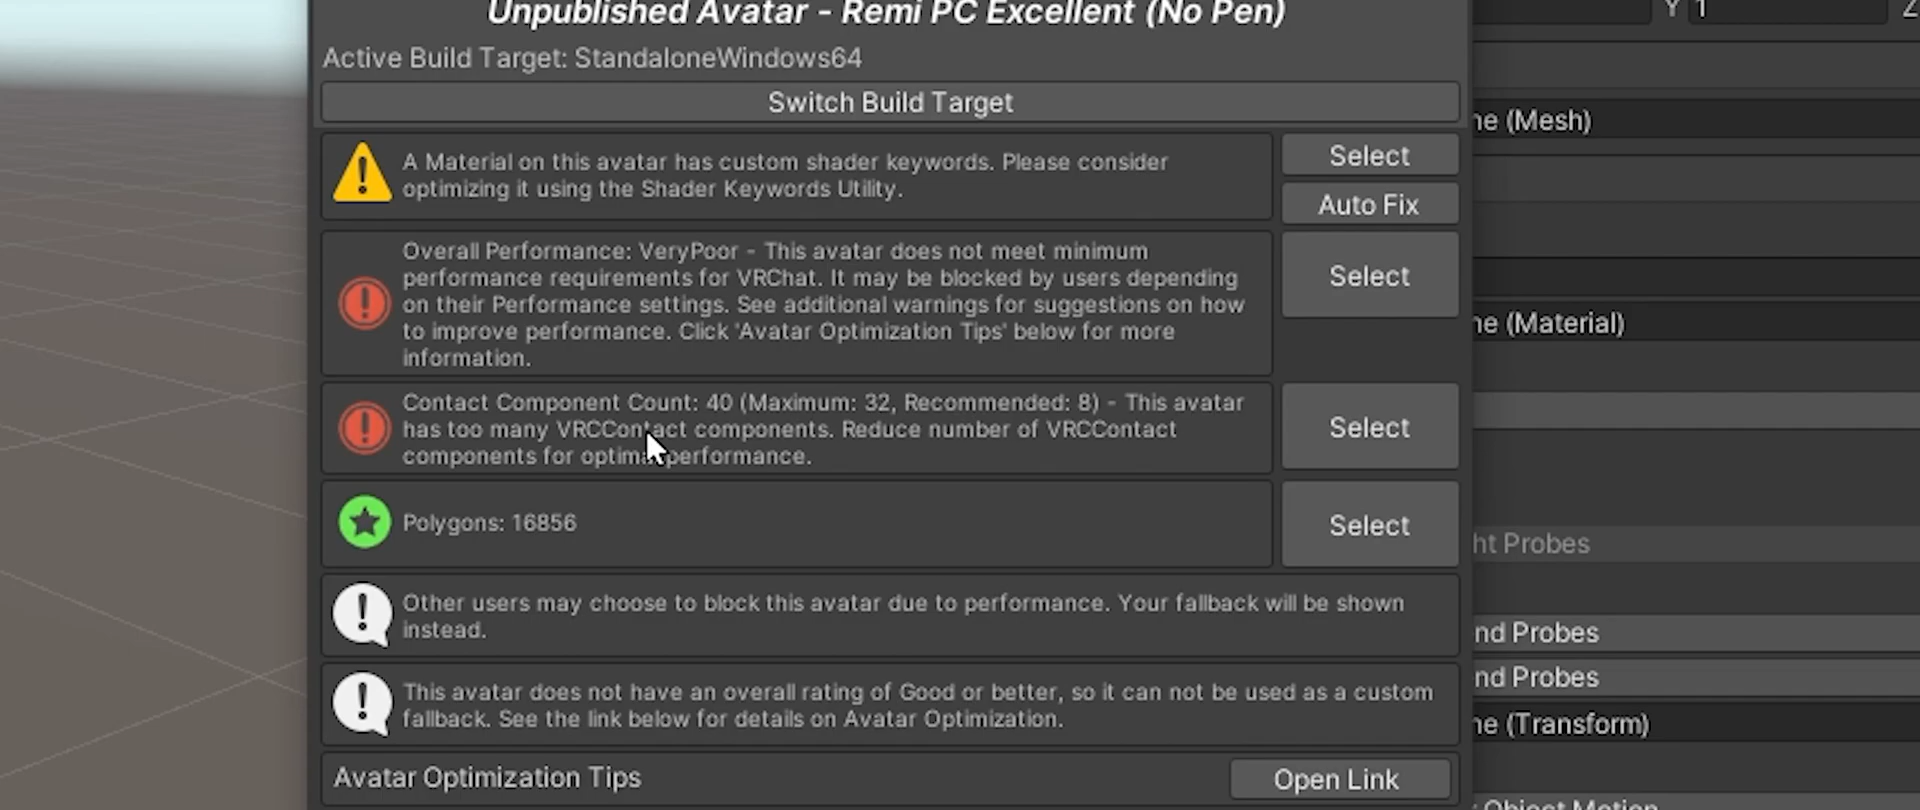 Unpublished Avatar - Remi PC Excellent (No Pen)
Y 1
Z
Active Build Target: StandaloneWindows64
Switch Build Target
ne (Mesh)
A Material on this avatar has custom shader keywords. Please consider
optimizing it using the Shader Keywords Utility.
Select
Auto Fix
Overall Performance: VeryPoor - This avatar does not meet minimum
performance requirements for VRChat. It may be blocked by users depending
on their Performance settings. See additional warnings for suggestions on how
to improve performance. Click 'Avatar Optimization Tips' below for more
information.
Select
ne (Material)
Contact Component Count: 40 (Maximum: 32, Recommended: 8) - This avatar
has too many VRCContact components. Reduce number of VRCContact
components for optimal performance.
Select
Polygons: 16856
Select
ht Probes
Other users may choose to block this avatar due to performance. Your fallback will be shown
instead.
nd Probes
nd Probes
This avatar does not have an overall rating of Good or better, so it can not be used as a custom
fallback. See the link below for details on Avatar Optimization.
ne (Transform)
Avatar Optimization Tips
Open Link
Object Motion